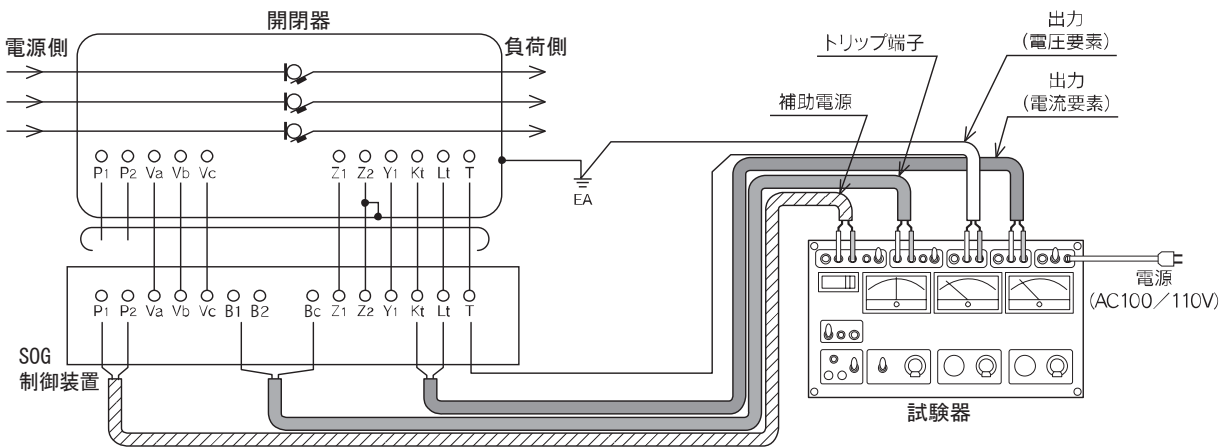 開閉器
電源側
負荷側
P1 P2 Va Vb Vc Z1 Z2 Y1 Kt Lt T
EA
P1 P2 Va Vb Vc B1 B2 Bc Z1 Z2 Y1 Kt Lt T
SOG
制御装置
補助電源
トリップ端子
出力
(電圧要素)
出力
(電流要素)
電源
(AC100／110V)
試験器